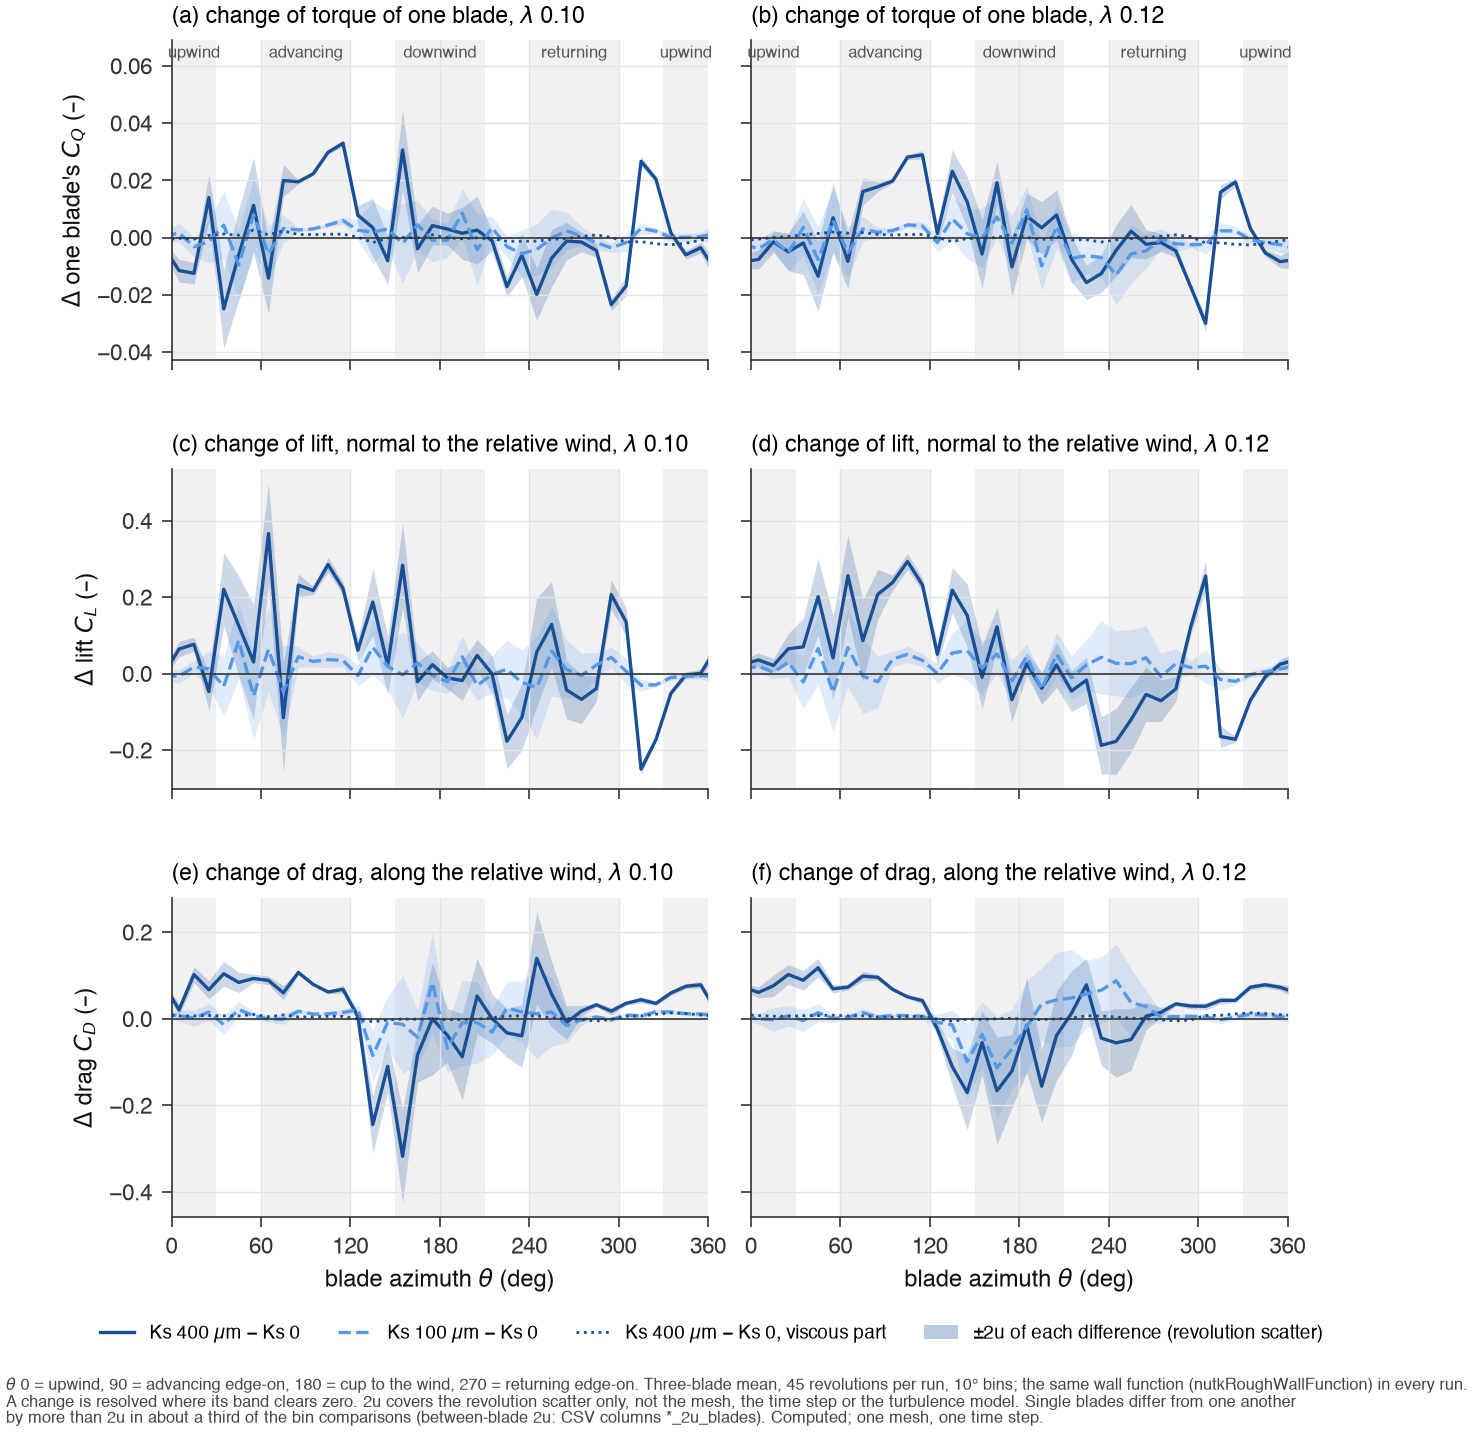 (a) change of torque of one blade, λ 0.10
(b) change of torque of one blade, λ 0.12
upwind advancing downwind returning upwind
upwind advancing downwind returning upwind
0.06
0.04
0.02
0.00
−0.02
−0.04
Δ one blade's C_Q (–)
(c) change of lift, normal to the relative wind, λ 0.10
(d) change of lift, normal to the relative wind, λ 0.12
0.4
0.2
0.0
−0.2
Δ lift C_L (–)
(e) change of drag, along the relative wind, λ 0.10
(f) change of drag, along the relative wind, λ 0.12
0.2
0.0
−0.2
−0.4
Δ drag C_D (–)
0 60 120 180 240 300 360
0 60 120 180 240 300 360
blade azimuth θ (deg)
blade azimuth θ (deg)
Ks 400 µm – Ks 0
Ks 100 µm – Ks 0
Ks 400 µm – Ks 0, viscous part
±2u of each difference (revolution scatter)
θ 0 = upwind, 90 = advancing edge-on, 180 = cup to the wind, 270 = returning edge-on. Three-blade mean, 45 revolutions per run, 10° bins; the same wall function (nutkRoughWallFunction) in every run.
A change is resolved where its band clears zero. 2u covers the revolution scatter only, not the mesh, the time step or the turbulence model. Single blades differ from one another
by more than 2u in about a third of the bin comparisons (between-blade 2u: CSV columns *_2u_blades). Computed; one mesh, one time step.